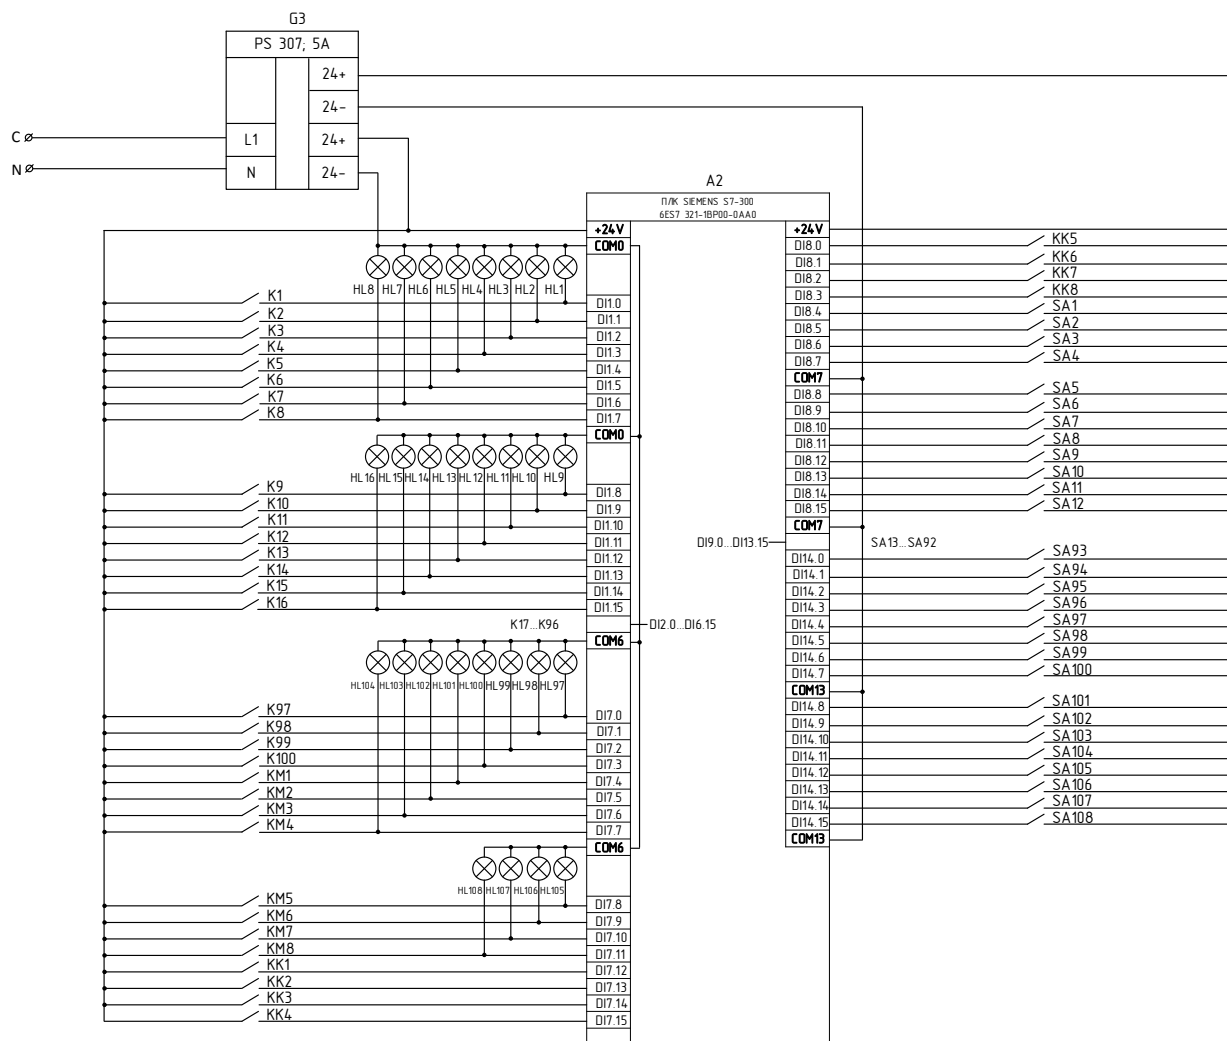 G3
PS 307; 5A
24+
24-
C
L1
24+
N
N
24-
A2
ПЛК SIEMENS S7-300
6ES7 321-1BP00-0AA0
+24V
COM0
HL8 HL7 HL6 HL5 HL4 HL3 HL2 HL1
K1 DI1.0
K2 DI1.1
K3 DI1.2
K4 DI1.3
K5 DI1.4
K6 DI1.5
K7 DI1.6
K8 DI1.7
COM0
HL16 HL15 HL14 HL13 HL12 HL11 HL10 HL9
K9 DI1.8
K10 DI1.9
K11 DI1.10
K12 DI1.11
K13 DI1.12
K14 DI1.13
K15 DI1.14
K16 DI1.15
K17...K96 DI2.0...DI6.15
COM6
HL104 HL103 HL102 HL101 HL100 HL99 HL98 HL97
K97 DI7.0
K98 DI7.1
K99 DI7.2
K100 DI7.3
KM1 DI7.4
KM2 DI7.5
KM3 DI7.6
KM4 DI7.7
COM6
HL108 HL107 HL106 HL105
KM5 DI7.8
KM6 DI7.9
KM7 DI7.10
KM8 DI7.11
KK1 DI7.12
KK2 DI7.13
KK3 DI7.14
KK4 DI7.15
+24V
DI8.0 KK5
DI8.1 KK6
DI8.2 KK7
DI8.3 KK8
DI8.4 SA1
DI8.5 SA2
DI8.6 SA3
DI8.7 SA4
COM7
DI8.8 SA5
DI8.9 SA6
DI8.10 SA7
DI8.11 SA8
DI8.12 SA9
DI8.13 SA10
DI8.14 SA11
DI8.15 SA12
COM7
DI9.0...DI13.15 SA13...SA92
DI14.0 SA93
DI14.1 SA94
DI14.2 SA95
DI14.3 SA96
DI14.4 SA97
DI14.5 SA98
DI14.6 SA99
DI14.7 SA100
COM13
DI14.8 SA101
DI14.9 SA102
DI14.10 SA103
DI14.11 SA104
DI14.12 SA105
DI14.13 SA106
DI14.14 SA107
DI14.15 SA108
COM13